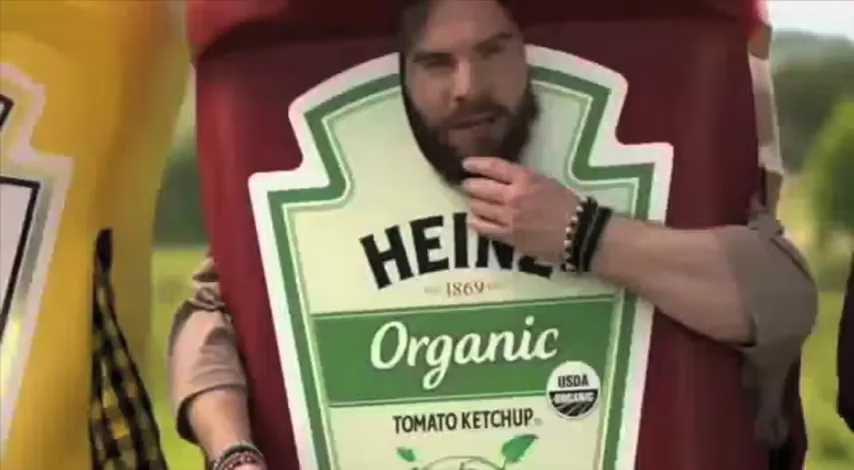 HEINZ
1869
Organic
USDA
ORGANIC
TOMATO KETCHUP